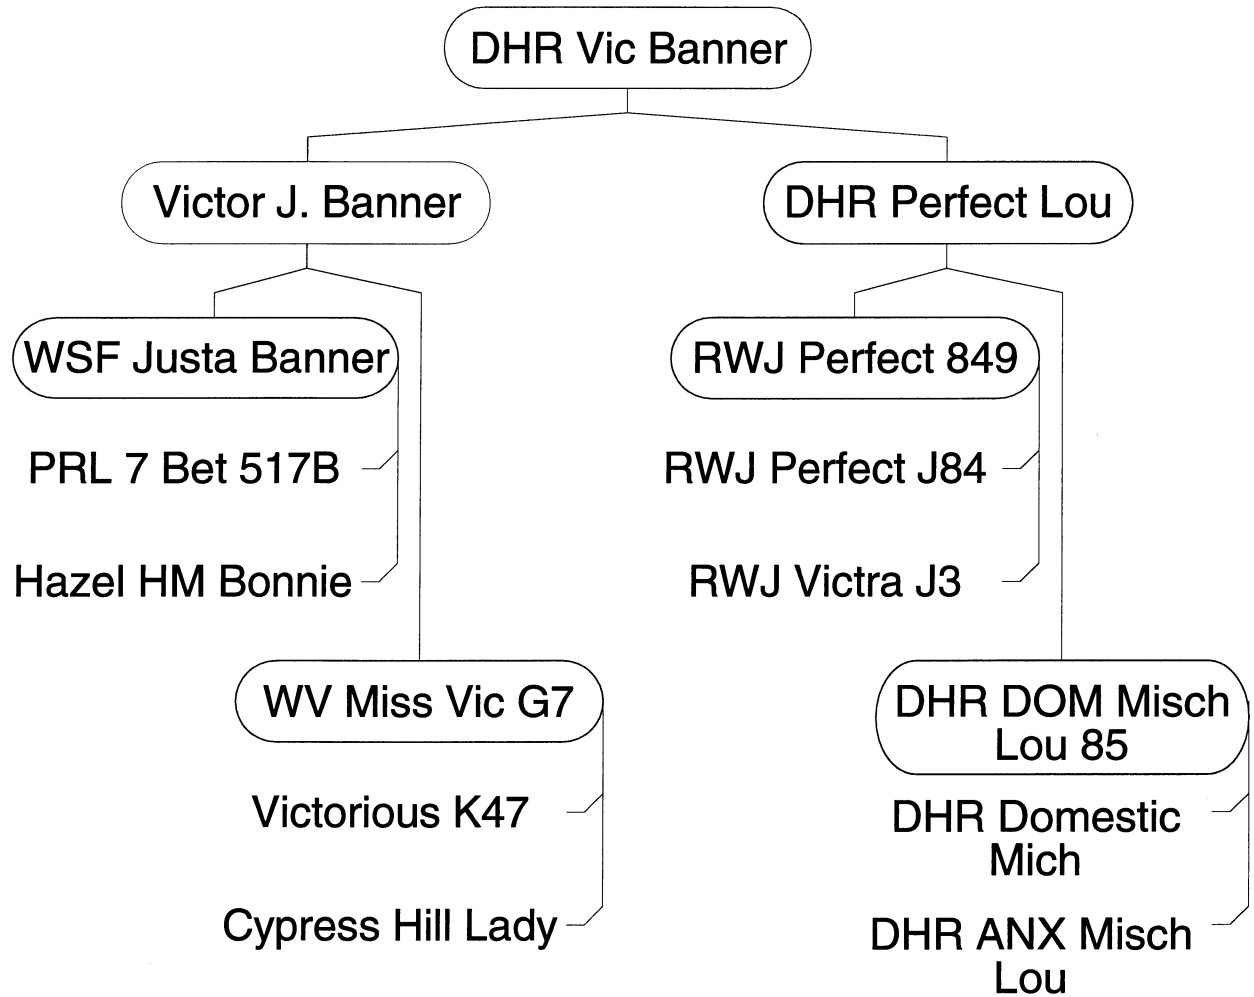 DHR Vic Banner
Victor J. Banner
DHR Perfect Lou
WSF Justa Banner
RWJ Perfect 849
PRL 7 Bet 517B
RWJ Perfect J84
Hazel HM Bonnie
RWJ Victra J3
WV Miss Vic G7
DHR DOM Misch
Lou 85
Victorious K47
DHR Domestic
Mich
Cypress Hill Lady
DHR ANX Misch
Lou